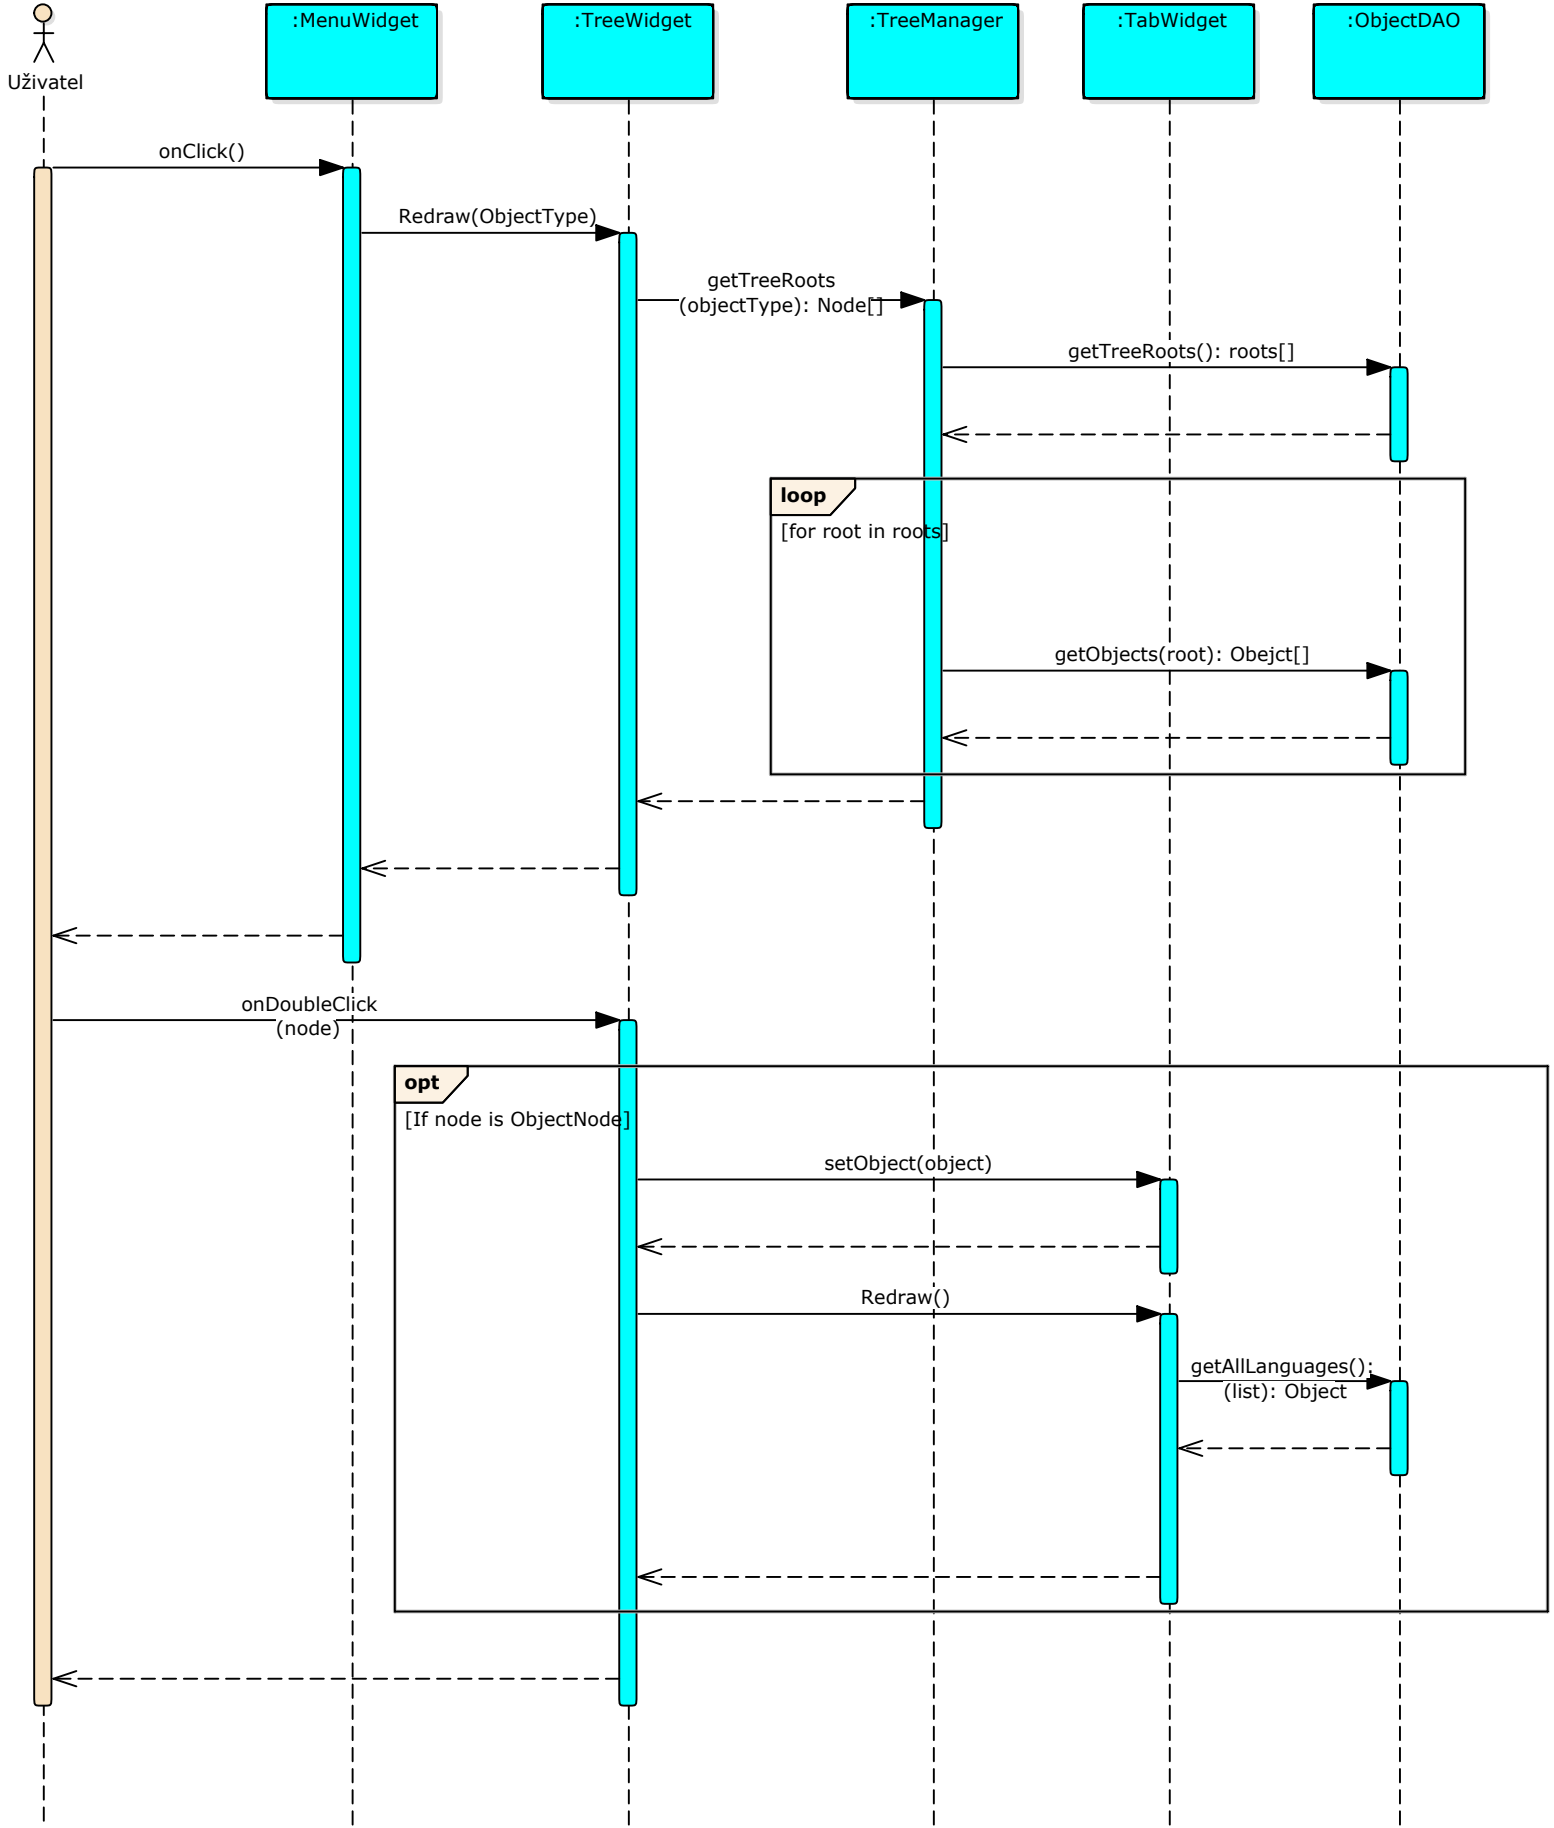 Uživatel
:MenuWidget
:TreeWidget
:TreeManager
:TabWidget
:ObjectDAO
onClick()
Redraw(ObjectType)
getTreeRoots
(objectType): Node[]
getTreeRoots(): roots[]
loop
[for root in roots]
getObjects(root): Obejct[]
onDoubleClick
(node)
opt
[If node is ObjectNode]
setObject(object)
Redraw()
getAllLanguages():
(list): Object